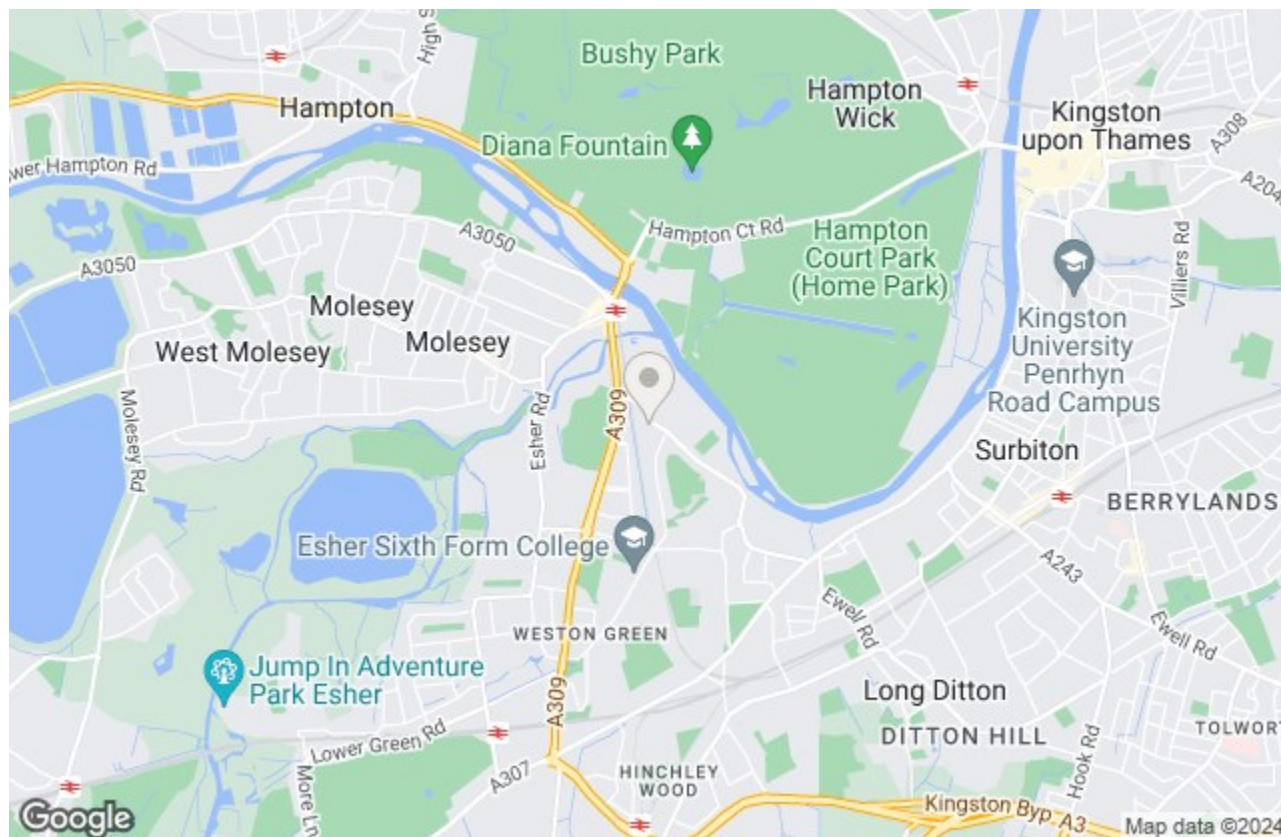 High S
Bushy Park
Hampton
Wick
Hampton
Kingston
upon Thames
A308
Diana Fountain
ower Hampton Rd
A204
Hampton Ct Rd
A3050
Hampton
Court Park
(Home Park)
A3050
Villiers Rd
Molesey
Molesey
West Molesey
Kingston
University
Penrhyn
Road Campus
Molesey Rd
Esher Rd
A309
Surbiton
BERRYLANDS
Esher Sixth Form College
A243
Ewell Rd
Ewell Rd
WESTON GREEN
Jump In Adventure
Park Esher
A309
Long Ditton
Lower Green Rd
DITTON HILL
TOLWOR
Hook Rd
More Ln
A307
HINCHLEY
WOOD
Kingston Byp A3
Google
Map data ©2024